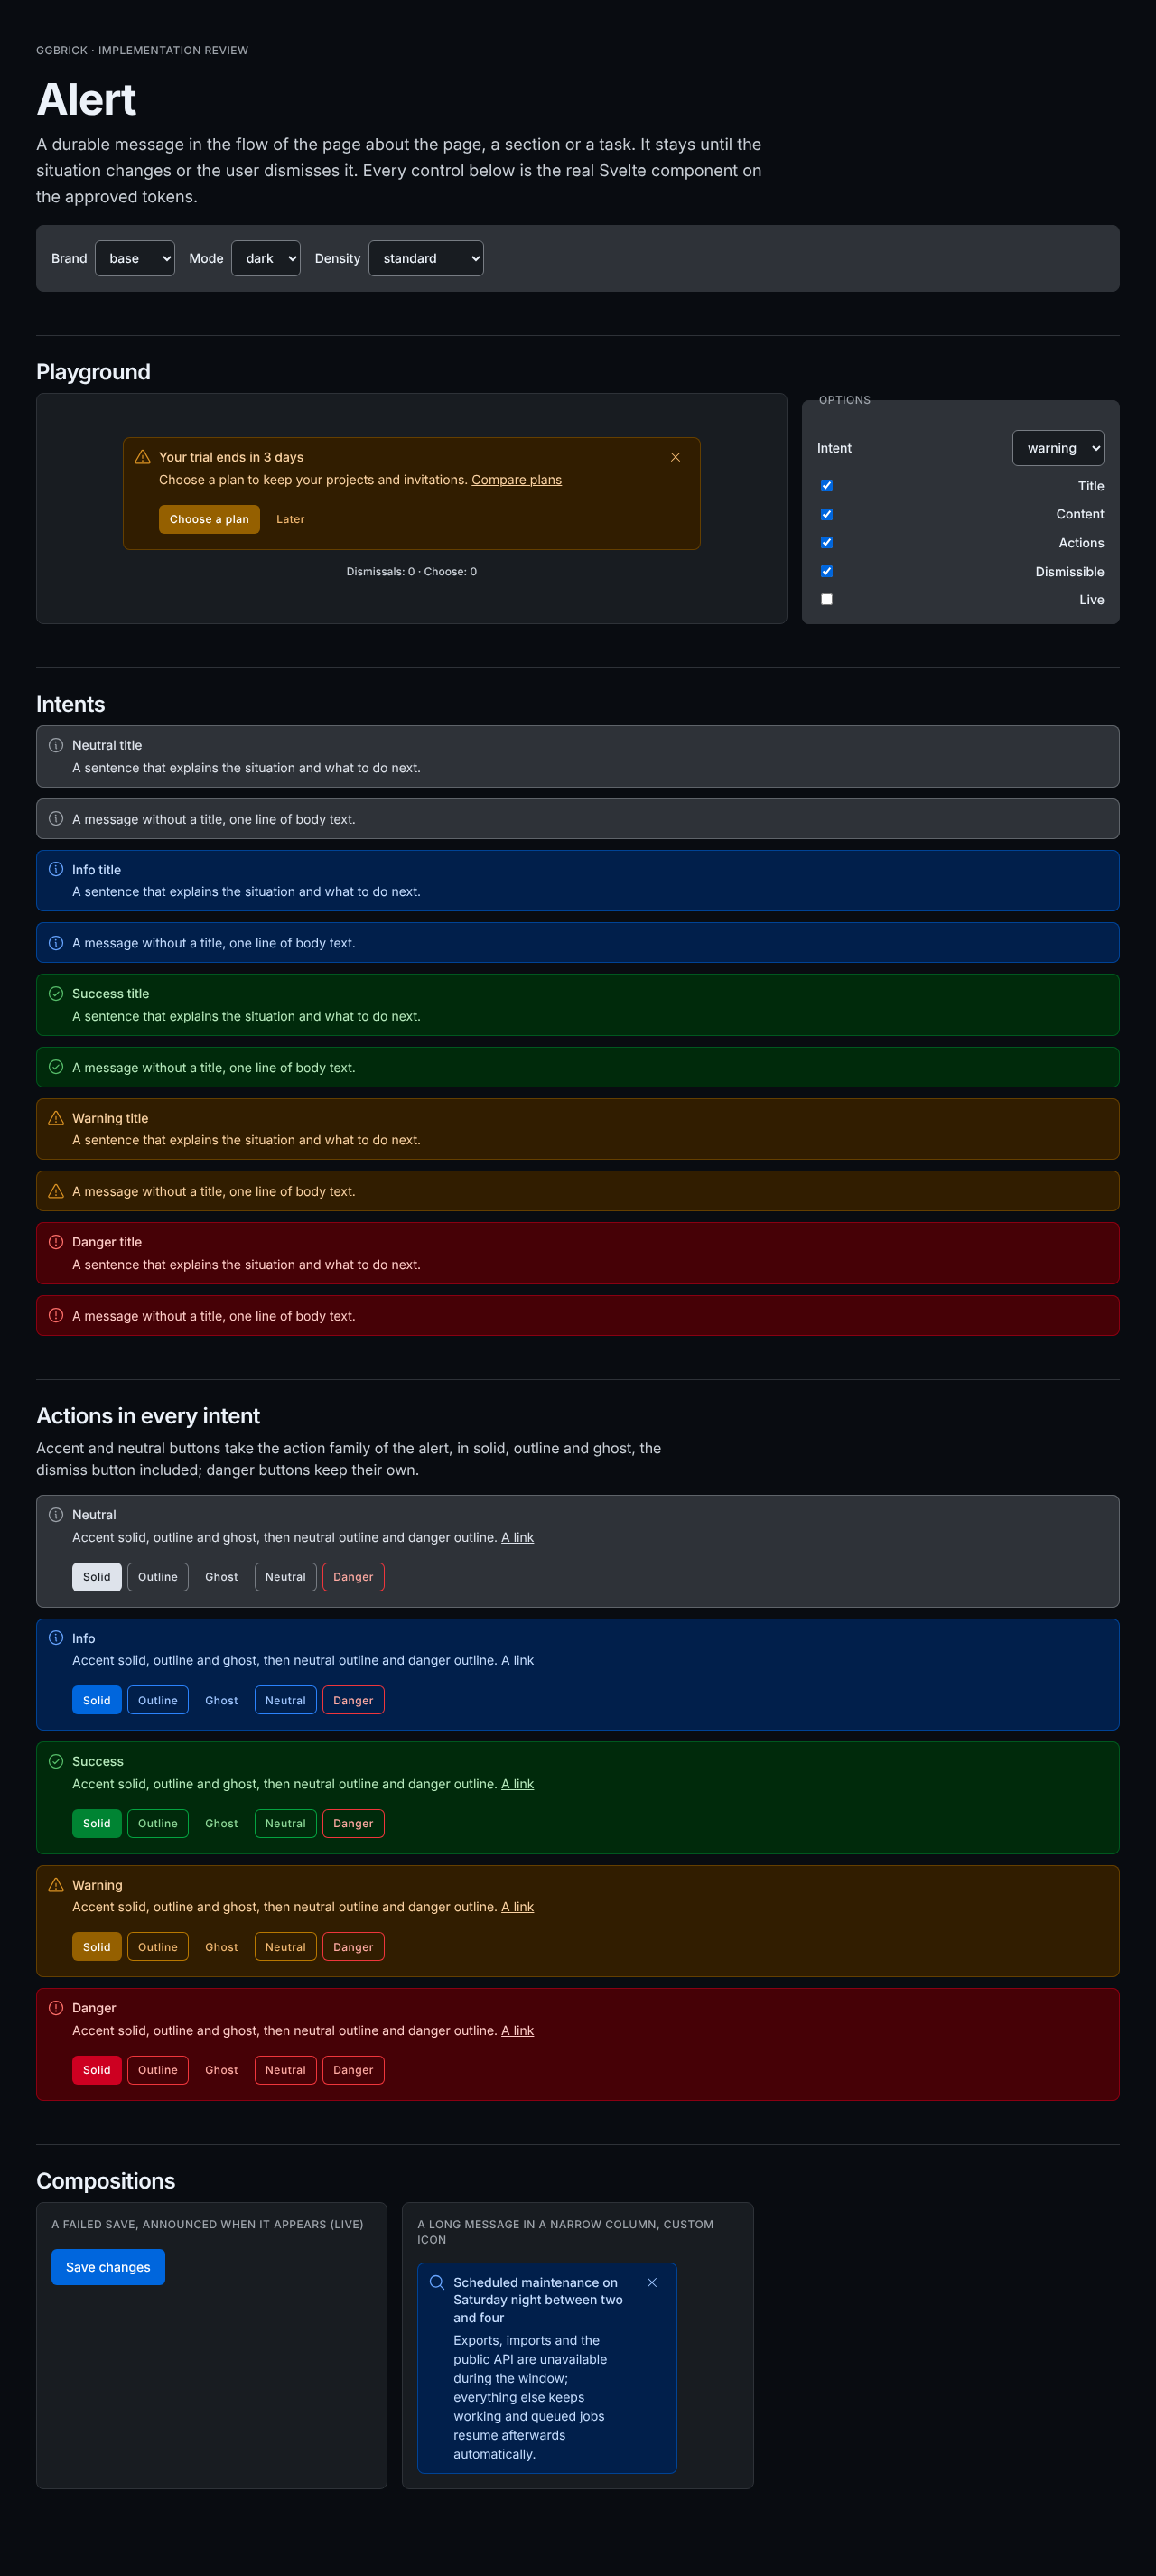 GGBRICK · IMPLEMENTATION REVIEW
Alert
A durable message in the flow of the page about the page, a section or a task. It stays until the
situation changes or the user dismisses it. Every control below is the real Svelte component on
the approved tokens.
Brand base Mode dark Density standard
Playground
Your trial ends in 3 days
Choose a plan to keep your projects and invitations. Compare plans
Choose a plan Later
Dismissals: 0 · Choose: 0
OPTIONS
Intent warning
Title
Content
Actions
Dismissible
Live
Intents
Neutral title
A sentence that explains the situation and what to do next.
A message without a title, one line of body text.
Info title
A sentence that explains the situation and what to do next.
A message without a title, one line of body text.
Success title
A sentence that explains the situation and what to do next.
A message without a title, one line of body text.
Warning title
A sentence that explains the situation and what to do next.
A message without a title, one line of body text.
Danger title
A sentence that explains the situation and what to do next.
A message without a title, one line of body text.
Actions in every intent
Accent and neutral buttons take the action family of the alert, in solid, outline and ghost, the
dismiss button included; danger buttons keep their own.
Neutral
Accent solid, outline and ghost, then neutral outline and danger outline. A link
Solid Outline Ghost Neutral Danger
Info
Accent solid, outline and ghost, then neutral outline and danger outline. A link
Solid Outline Ghost Neutral Danger
Success
Accent solid, outline and ghost, then neutral outline and danger outline. A link
Solid Outline Ghost Neutral Danger
Warning
Accent solid, outline and ghost, then neutral outline and danger outline. A link
Solid Outline Ghost Neutral Danger
Danger
Accent solid, outline and ghost, then neutral outline and danger outline. A link
Solid Outline Ghost Neutral Danger
Compositions
A FAILED SAVE, ANNOUNCED WHEN IT APPEARS (LIVE)
Save changes
A LONG MESSAGE IN A NARROW COLUMN, CUSTOM
ICON
Scheduled maintenance on
Saturday night between two
and four
Exports, imports and the
public API are unavailable
during the window;
everything else keeps
working and queued jobs
resume afterwards
automatically.